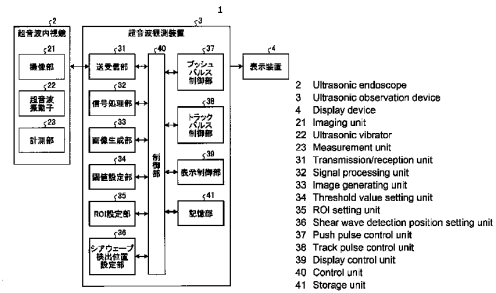 1
2
超音波内視鏡
21
撮像部
22
超音波
振動子
23
計測部
3
超音波観測装置
31
送受信部
32
信号処理部
33
画像生成部
34
閾値設定部
35
ROI設定部
36
シアウェーブ
検出位置
設定部
40
制御部
37
プッシュ
パルス
制御部
38
トラック
パルス
制御部
39
表示制御部
41
記憶部
4
表示装置
2 Ultrasonic endoscope
3 Ultrasonic observation device
4 Display device
21 Imaging unit
22 Ultrasonic vibrator
23 Measurement unit
31 Transmission/reception unit
32 Signal processing unit
33 Image generating unit
34 Threshold value setting unit
35 ROI setting unit
36 Shear wave detection position setting unit
37 Push pulse control unit
38 Track pulse control unit
39 Display control unit
40 Control unit
41 Storage unit